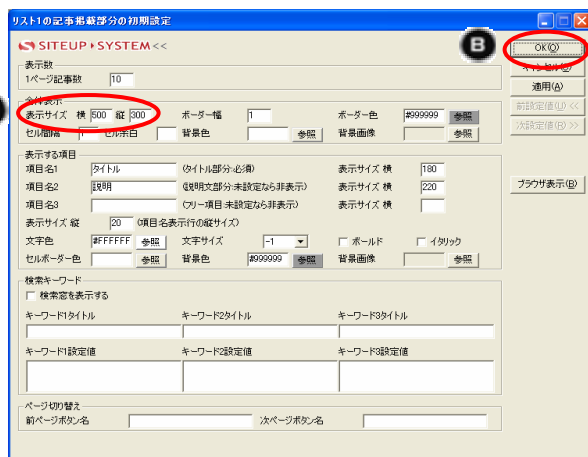 リスト1の記事掲載部分の初期設定
SITEUP SYSTEM<<
B
OK(O)
キャンセル(C)
適用(A)
前設定値(U) <<
次設定値(R) >>
ブラウザ表示(B)
表示数
1ページ記事数 10
全体表示
表示サイズ 横 500 縦 300 ボーダー幅 1 ボーダー色 #999999 参照
セル間隔 1 セル余白 背景色 参照 背景画像 参照
表示する項目
項目名1 タイトル (タイトル部分:必須) 表示サイズ 横 180
項目名2 説明 (説明文部分:未設定なら非表示) 表示サイズ 横 220
項目名3 (フリー項目:未設定なら非表示) 表示サイズ 横
表示サイズ 縦 20 (項目名表示行の縦サイズ)
文字色 #FFFFFF 参照 文字サイズ -1 ボールド イタリック
セルボーダー色 参照 背景色 #999999 参照 背景画像 参照
検索キーワード
検索窓を表示する
キーワード1タイトル キーワード2タイトル キーワード3タイトル
キーワード1設定値 キーワード2設定値 キーワード3設定値
ページ切り替え
前ページボタン名 次ページボタン名